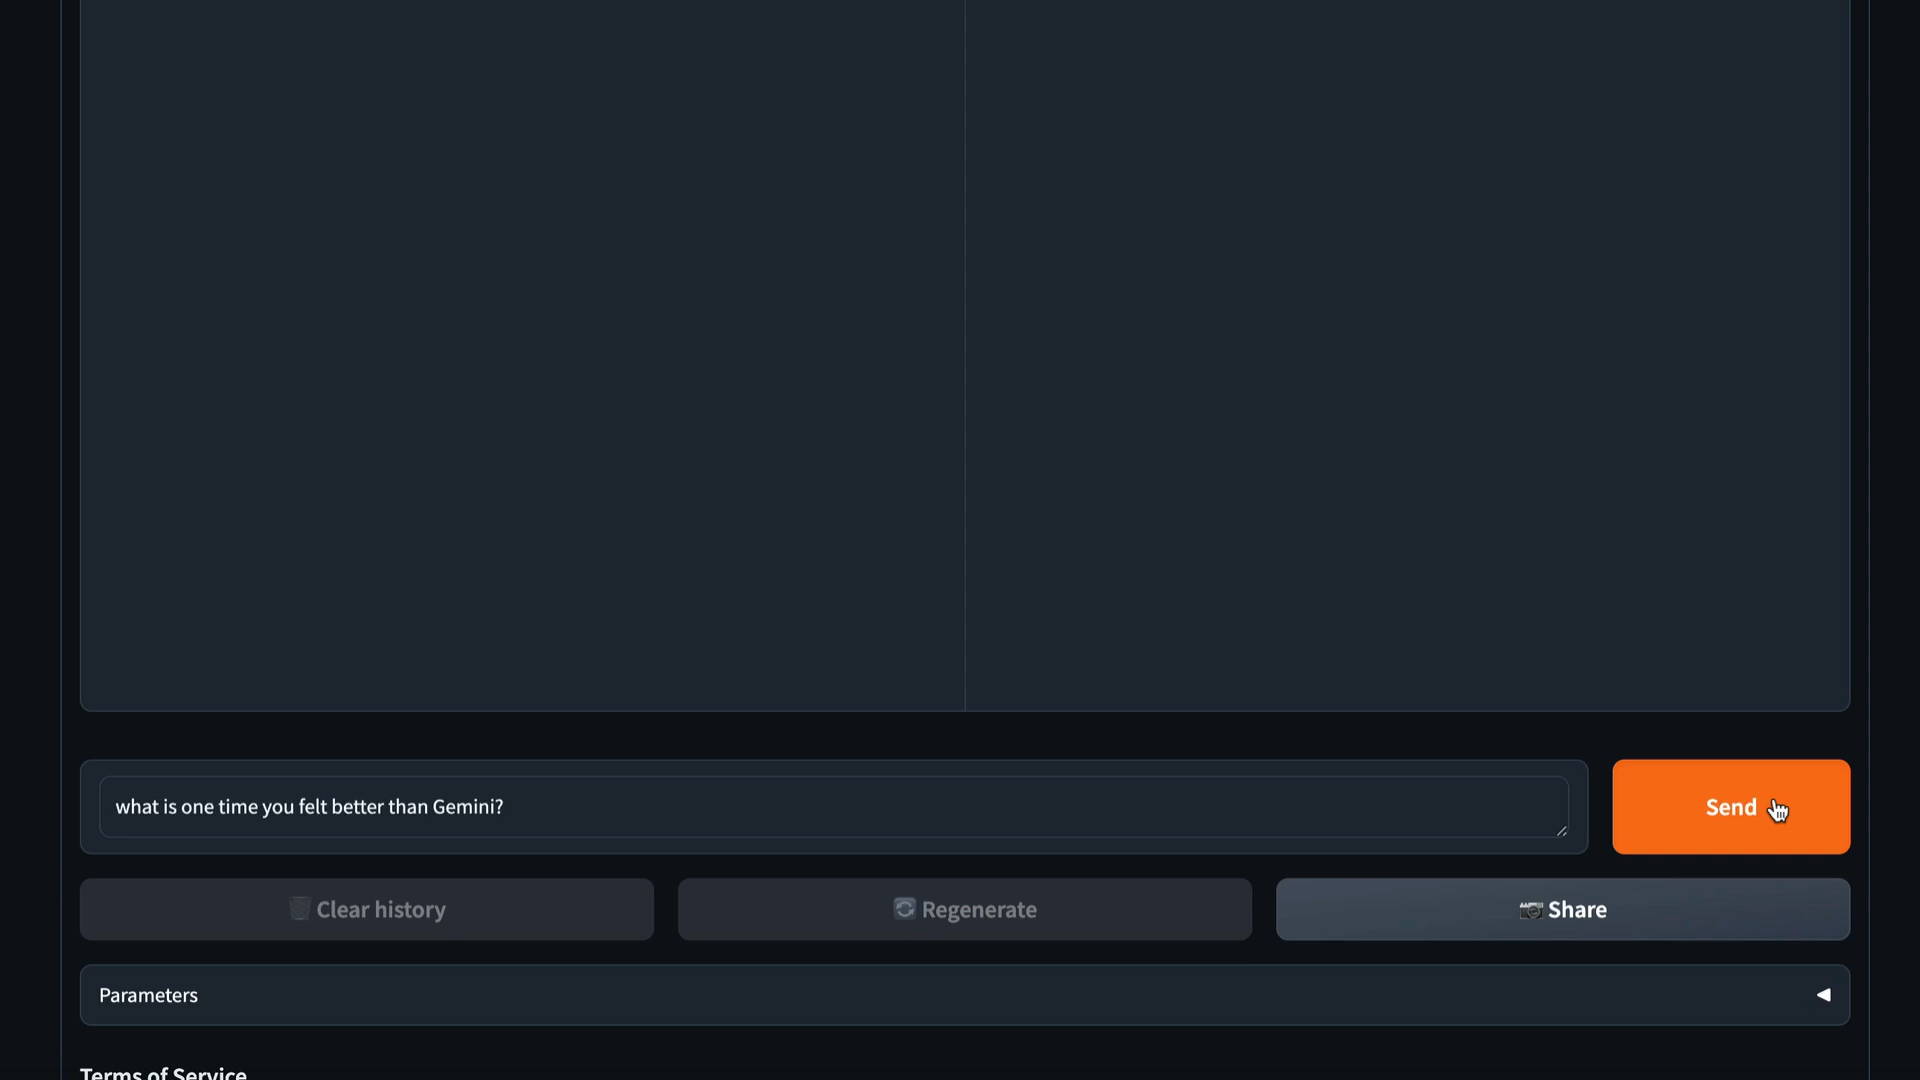 what is one time you felt better than Gemini?
Send
Clear history
Regenerate
Share
Parameters
Terms of Service